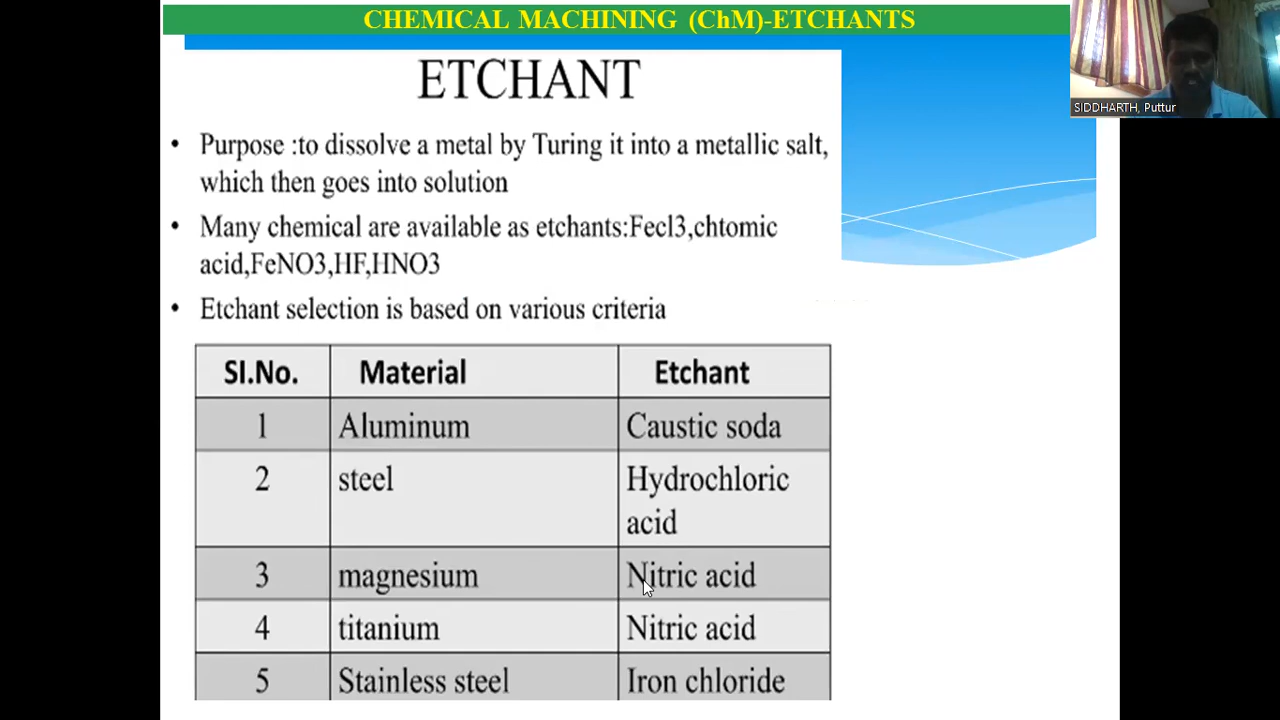 CHEMICAL MACHINING (ChM)-ETCHANTS
SIDDHARTH, Puttur
ETCHANT
• Purpose :to dissolve a metal by Turing it into a metallic salt,
which then goes into solution
• Many chemical are available as etchants:Fecl3,chtomic
acid,FeNO3,HF,HNO3
• Etchant selection is based on various criteria
SI.No. Material Etchant
1 Aluminum Caustic soda
2 steel Hydrochloric
acid
3 magnesium Nitric acid
4 titanium Nitric acid
5 Stainless steel Iron chloride